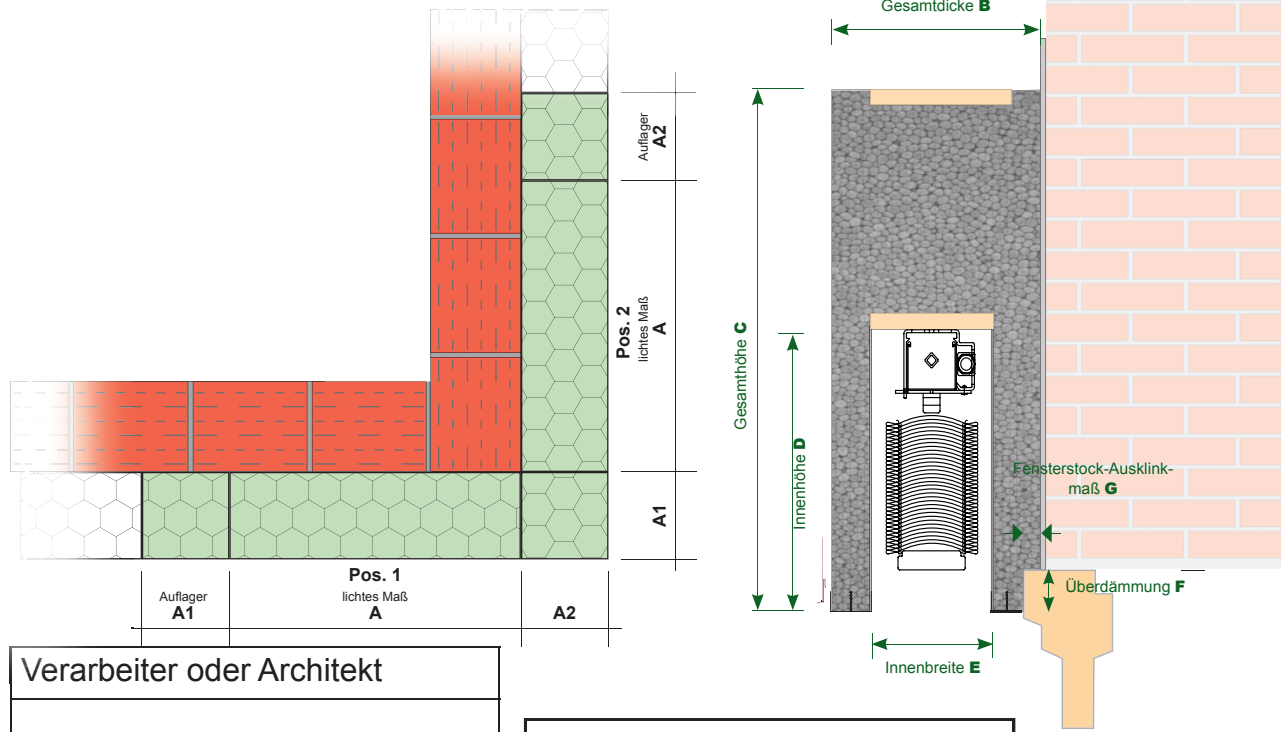 Gesamtdicke B
Auflager
A2
Pos. 2
lichtes Maß
A
A1
Auflager
A1
Pos. 1
lichtes Maß
A
A2
Gesamthöhe C
Innenhöhe D
Fensterstock-Ausklink-
maß G
Überdämmung F
Innenbreite E
Verarbeiter oder Architekt